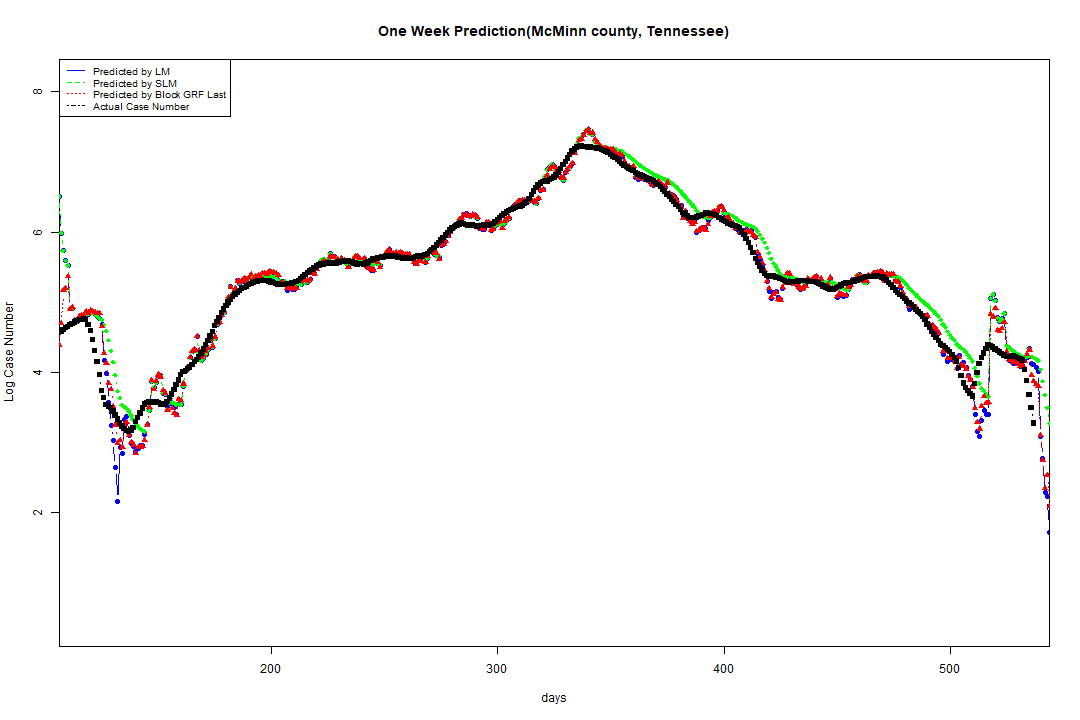 One Week Prediction(McMinn county, Tennessee)
Predicted by LM
Predicted by SLM
Predicted by Block GRF Last
Actual Case Number
8
6
4
2
Log Case Number
200 300 400 500
days